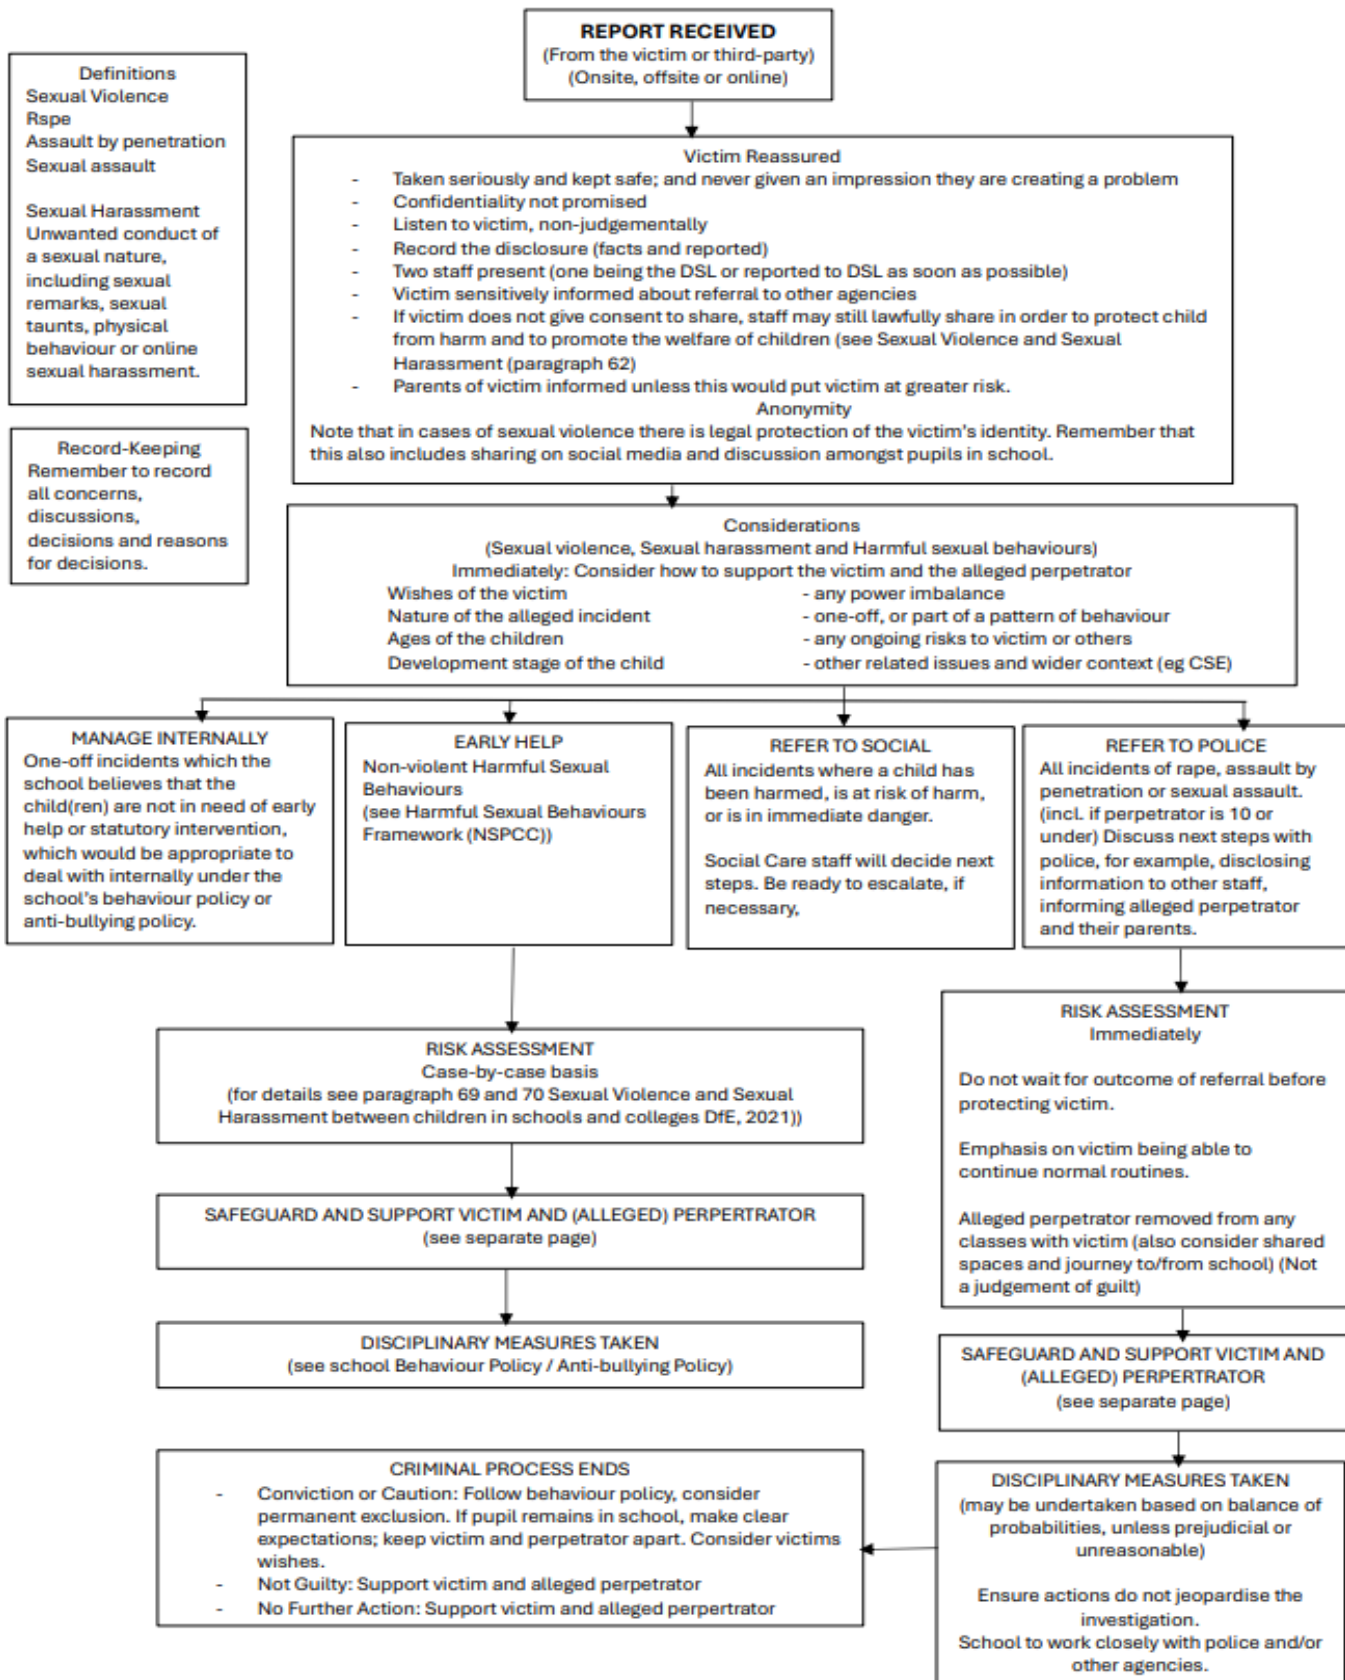 REPORT RECEIVED
(From the victim or third-party)
(Onsite, offsite or online)
Definitions
Sexual Violence
Rspe
Assault by penetration
Sexual assault
Sexual Harassment
Unwanted conduct of
a sexual nature,
including sexual
remarks, sexual
taunts, physical
behaviour or online
sexual harassment.
Record-Keeping
Remember to record
all concerns,
discussions,
decisions and reasons
for decisions.
Victim Reassured
- Taken seriously and kept safe; and never given an impression they are creating a problem
- Confidentiality not promised
- Listen to victim, non-judgementally
- Record the disclosure (facts and reported)
- Two staff present (one being the DSL or reported to DSL as soon as possible)
- Victim sensitively informed about referral to other agencies
- If victim does not give consent to share, staff may still lawfully share in order to protect child
from harm and to promote the welfare of children (see Sexual Violence and Sexual
Harassment (paragraph 62)
- Parents of victim informed unless this would put victim at greater risk.
Anonymity
Note that in cases of sexual violence there is legal protection of the victim's identity. Remember that
this also includes sharing on social media and discussion amongst pupils in school.
Considerations
(Sexual violence, Sexual harassment and Harmful sexual behaviours)
Immediately: Consider how to support the victim and the alleged perpetrator
Wishes of the victim - any power imbalance
Nature of the alleged incident - one-off, or part of a pattern of behaviour
Ages of the children - any ongoing risks to victim or others
Development stage of the child - other related issues and wider context (eg CSE)
MANAGE INTERNALLY
One-off incidents which the
school believes that the
child(ren) are not in need of early
help or statutory intervention,
which would be appropriate to
deal with internally under the
school's behaviour policy or
anti-bullying policy.
EARLY HELP
Non-violent Harmful Sexual
Behaviours
(see Harmful Sexual Behaviours
Framework (NSPCC))
REFER TO SOCIAL
All incidents where a child has
been harmed, is at risk of harm,
or is in immediate danger.
Social Care staff will decide next
steps. Be ready to escalate, if
necessary,
REFER TO POLICE
All incidents of rape, assault by
penetration or sexual assault.
(incl. if perpetrator is 10 or
under) Discuss next steps with
police, for example, disclosing
information to other staff,
informing alleged perpetrator
and their parents.
RISK ASSESSMENT
Case-by-case basis
(for details see paragraph 69 and 70 Sexual Violence and Sexual
Harassment between children in schools and colleges DfE, 2021))
SAFEGUARD AND SUPPORT VICTIM AND (ALLEGED) PERPERTRATOR
(see separate page)
DISCIPLINARY MEASURES TAKEN
(see school Behaviour Policy / Anti-bullying Policy)
RISK ASSESSMENT
Immediately
Do not wait for outcome of referral before
protecting victim.
Emphasis on victim being able to
continue normal routines.
Alleged perpetrator removed from any
classes with victim (also consider shared
spaces and journey to/from school) (Not
a judgement of guilt)
SAFEGUARD AND SUPPORT VICTIM AND
(ALLEGED) PERPERTRATOR
(see separate page)
DISCIPLINARY MEASURES TAKEN
(may be undertaken based on balance of
probabilities, unless prejudicial or
unreasonable)
Ensure actions do not jeopardise the
investigation.
School to work closely with police and/or
other agencies.
CRIMINAL PROCESS ENDS
- Conviction or Caution: Follow behaviour policy, consider
permanent exclusion. If pupil remains in school, make clear
expectations; keep victim and perpetrator apart. Consider victims
wishes.
- Not Guilty: Support victim and alleged perpetrator
- No Further Action: Support victim and alleged perpertrator